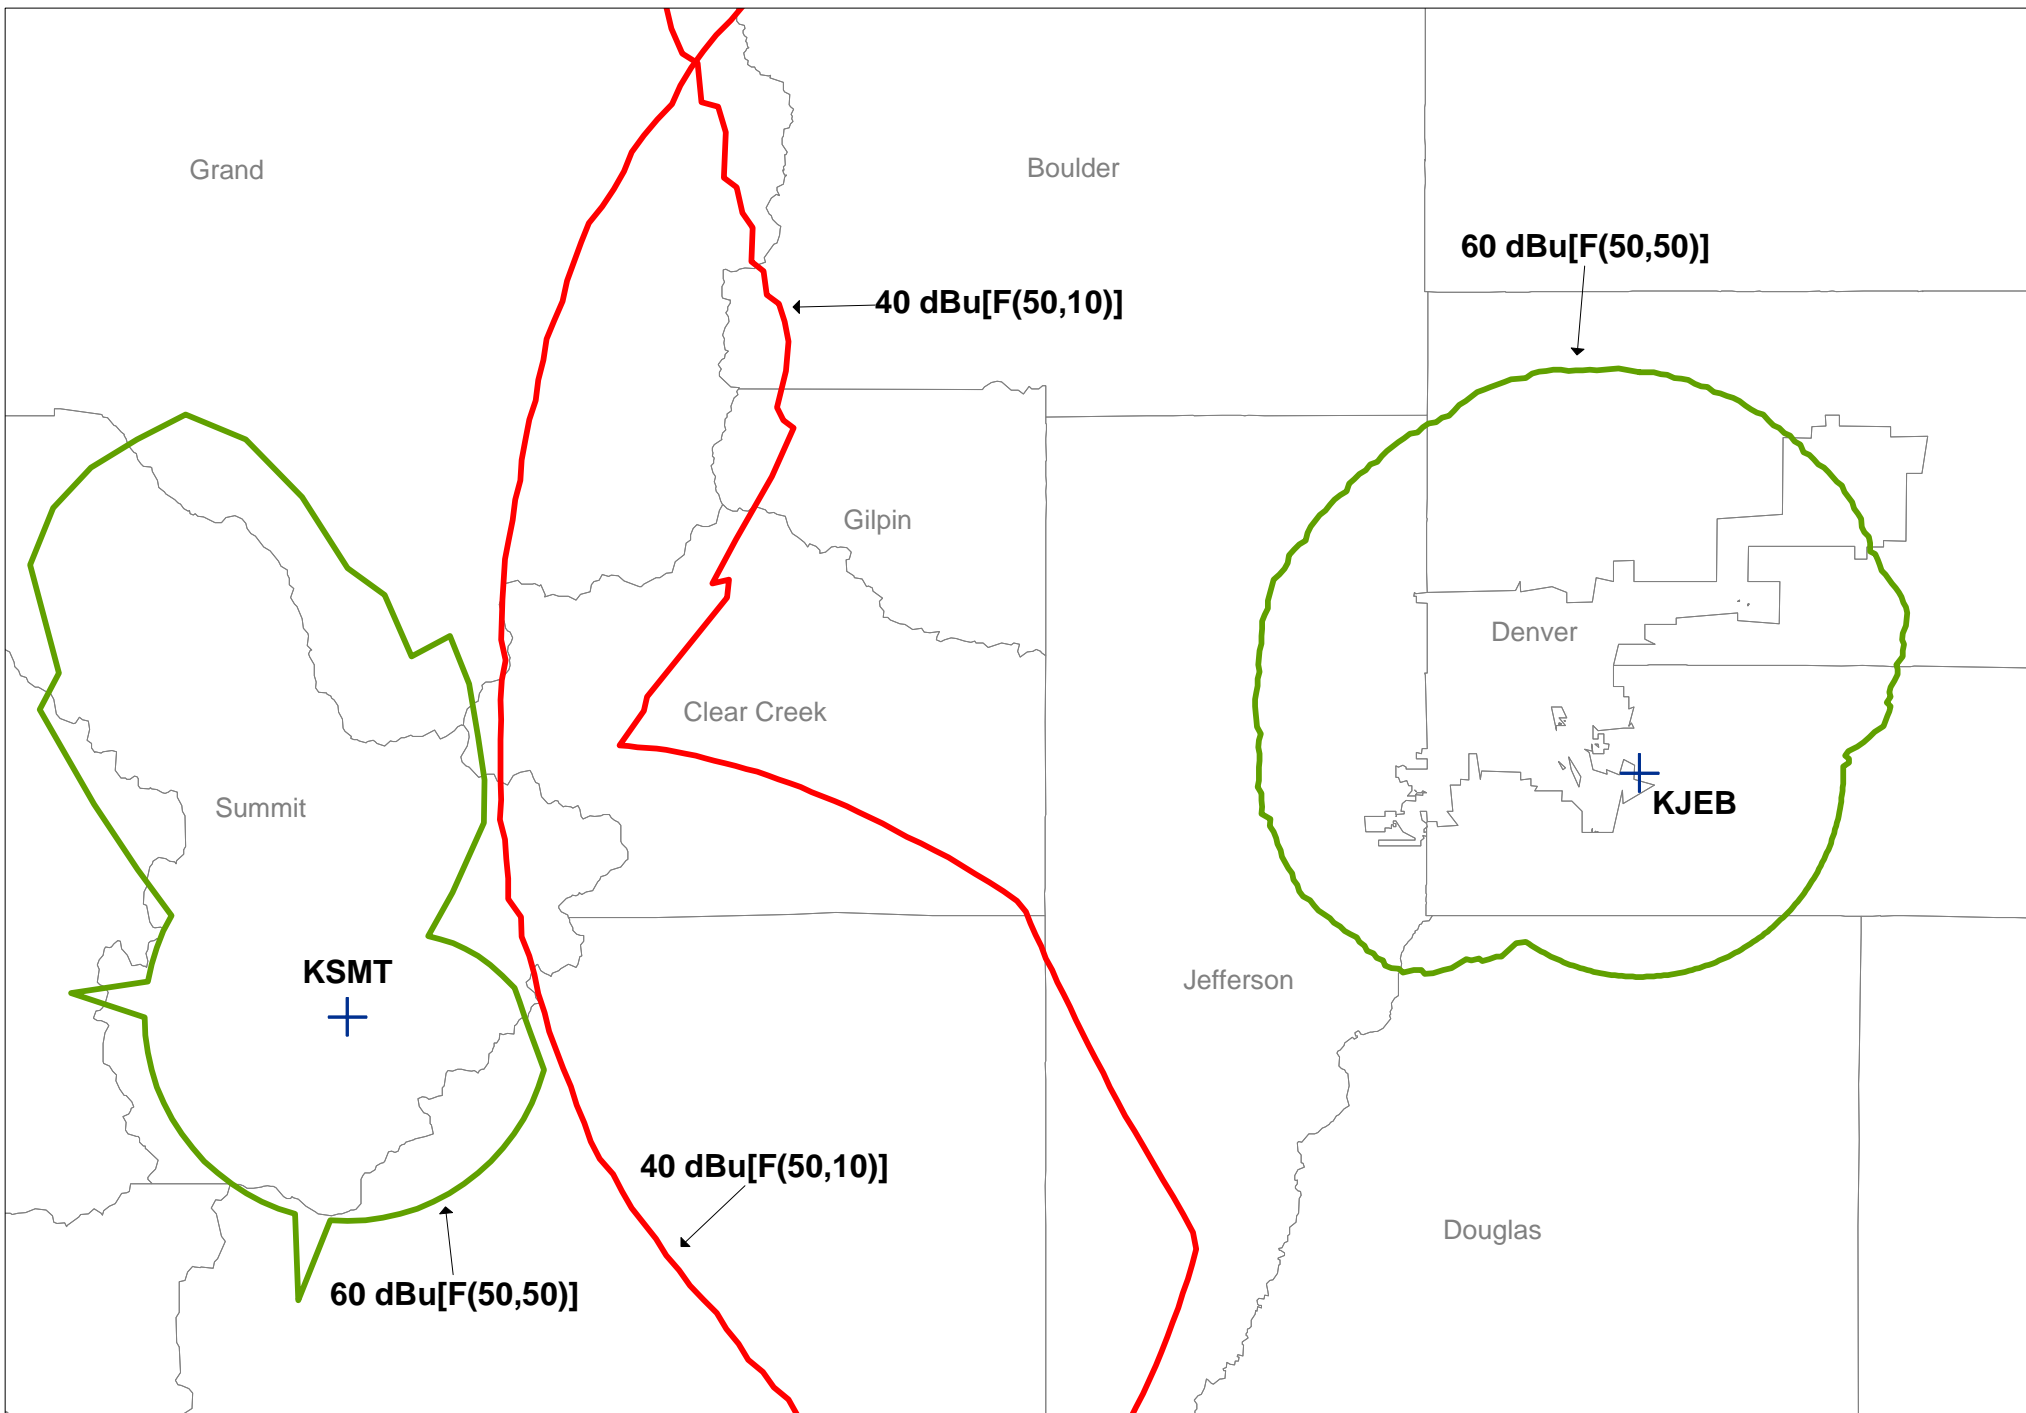 Grand
Boulder
60 dBu[F(50,50)]
40 dBu[F(50,10)]
Gilpin
Denver
Clear Creek
Summit
KJEB
KSMT
Jefferson
40 dBu[F(50,10)]
Douglas
60 dBu[F(50,50)]